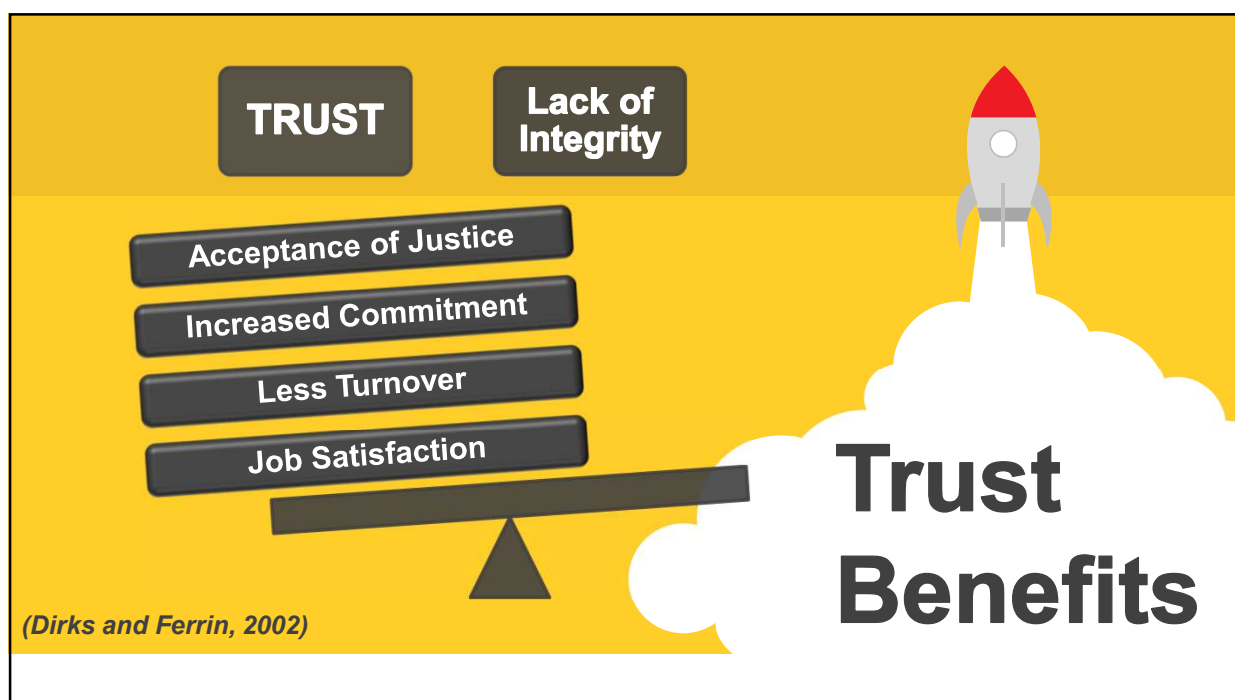 TRUST
Lack of
Integrity
Acceptance of Justice
Increased Commitment
Less Turnover
Job Satisfaction
Trust
Benefits
(Dirks and Ferrin, 2002)